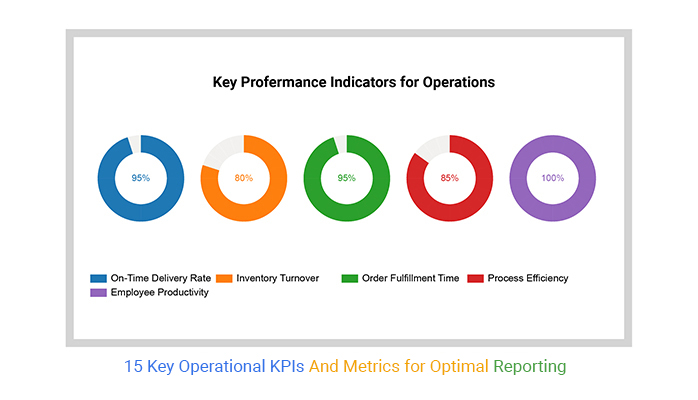 Key Profermance Indicators for Operations
95%
80%
95%
85%
100%
On-Time Delivery Rate
Inventory Turnover
Order Fulfillment Time
Process Efficiency
Employee Productivity
15 Key Operational KPIs And Metrics for Optimal Reporting